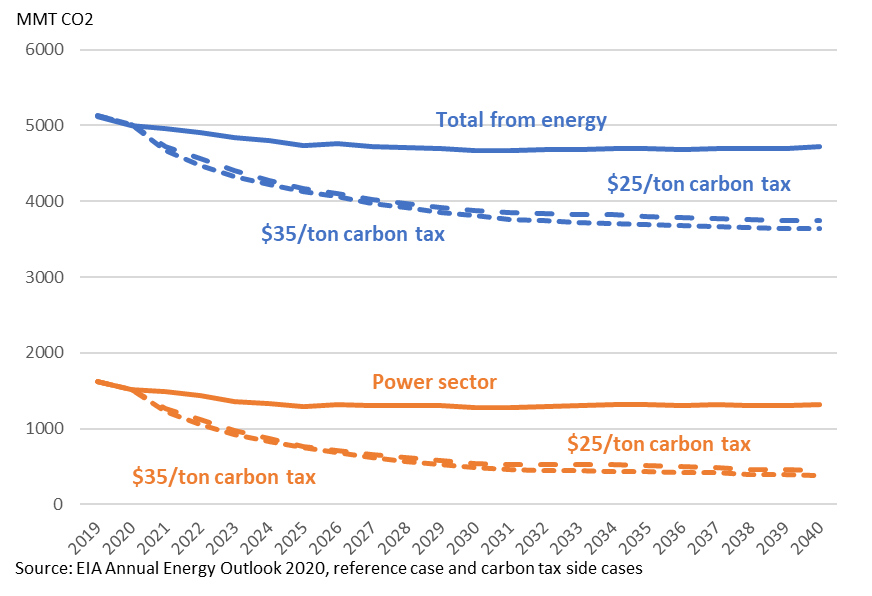 MMT CO2
6000
5000
4000
3000
2000
1000
0
Total from energy
$25/ton carbon tax
$35/ton carbon tax
Power sector
$25/ton carbon tax
$35/ton carbon tax
2019 2020 2021 2022 2023 2024 2025 2026 2027 2028 2029 2030 2031 2032 2033 2034 2035 2036 2037 2038 2039 2040
Source: EIA Annual Energy Outlook 2020, reference case and carbon tax side cases